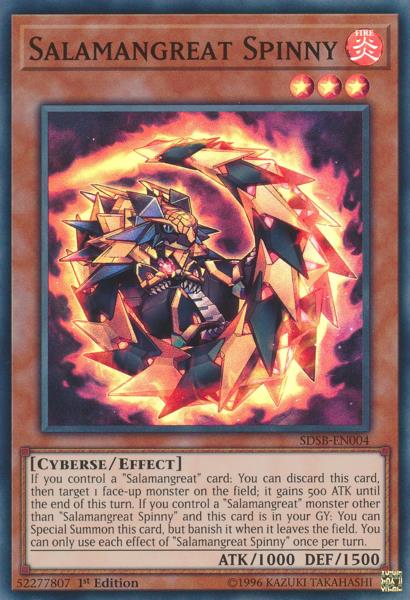 SALAMANGREAT SPINNY
FIRE
炎
SDSB-EN004
[CYBERSE/EFFECT]
If you control a "Salamangreat" card: You can discard this card,
then target 1 face-up monster on the field; it gains 500 ATK until
the end of this turn. If you control a "Salamangreat" monster other
than "Salamangreat Spinny" and this card is in your GY: You can
Special Summon this card, but banish it when it leaves the field. You
can only use each effect of "Salamangreat Spinny" once per turn.
ATK/1000 DEF/1500
52277807 1st Edition ©1996 KAZUKI TAKAHASHI